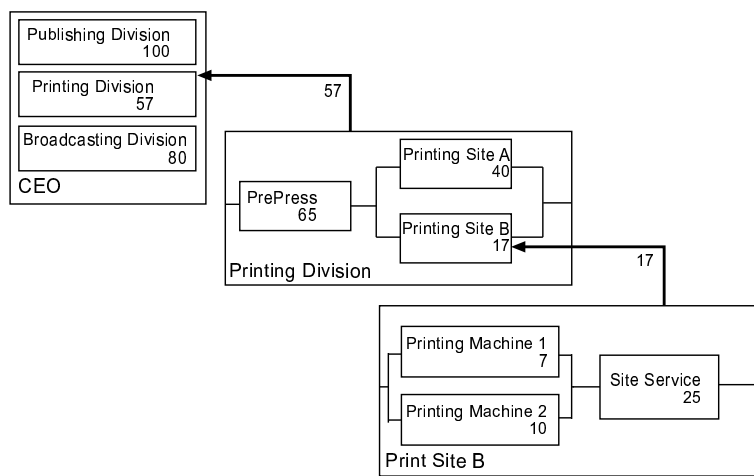 Publishing Division
100
Printing Division
57
Broadcasting Division
80
CEO
57
Printing Site A
40
PrePress
65
Printing Site B
17
Printing Division
17
Printing Machine 1
7
Site Service
25
Printing Machine 2
10
Print Site B